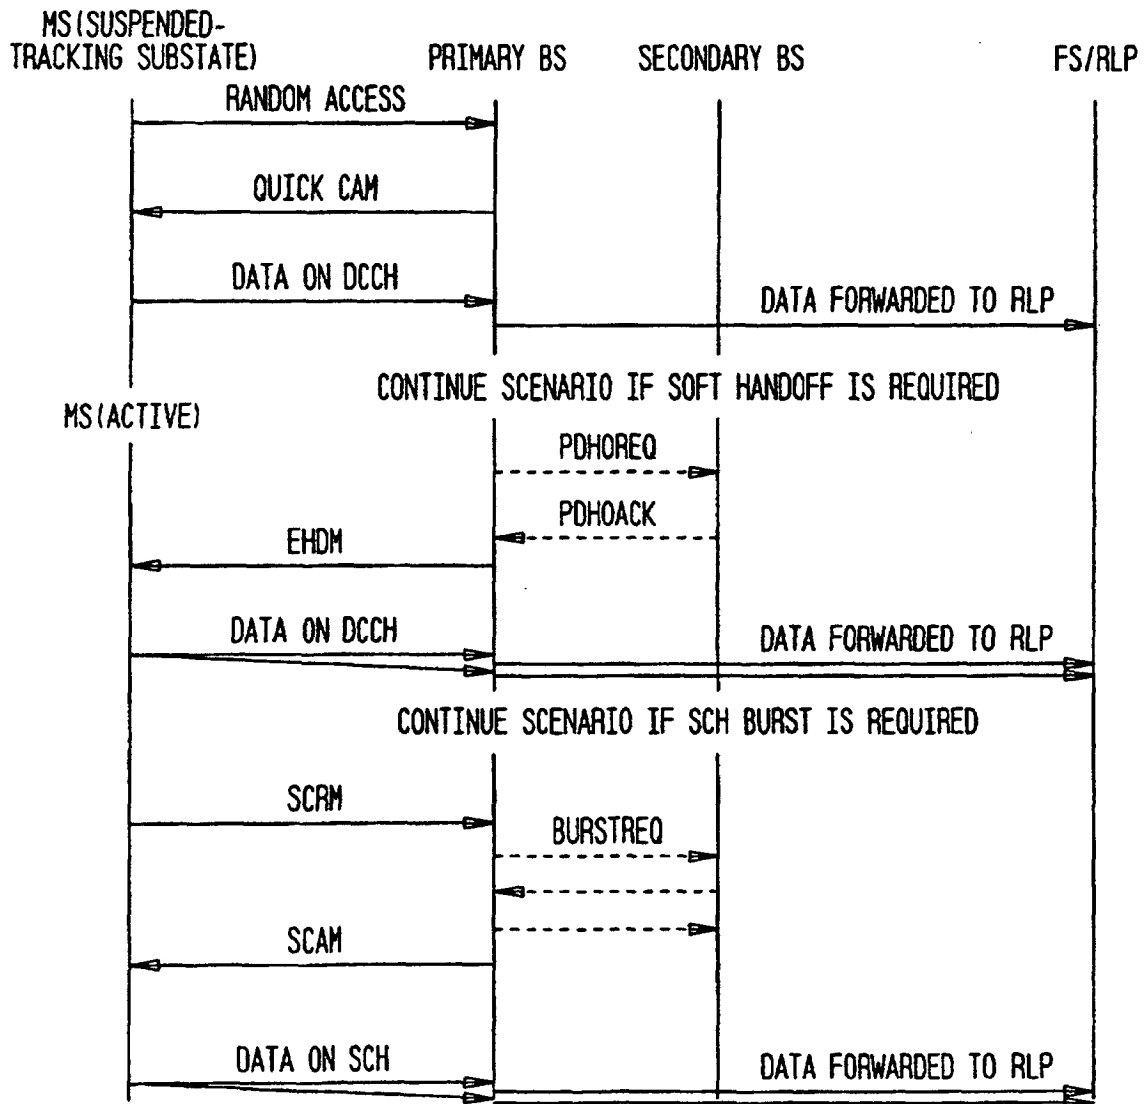 MS(SUSPENDED-
TRACKING SUBSTATE)
PRIMARY BS
SECONDARY BS
FS/RLP
RANDOM ACCESS
QUICK CAM
DATA ON DCCH
DATA FORWARDED TO RLP
CONTINUE SCENARIO IF SOFT HANDOFF IS REQUIRED
MS(ACTIVE)
PDHOREQ
PDHOACK
EHDM
DATA ON DCCH
DATA FORWARDED TO RLP
CONTINUE SCENARIO IF SCH BURST IS REQUIRED
SCRM
BURSTREQ
SCAM
DATA ON SCH
DATA FORWARDED TO RLP